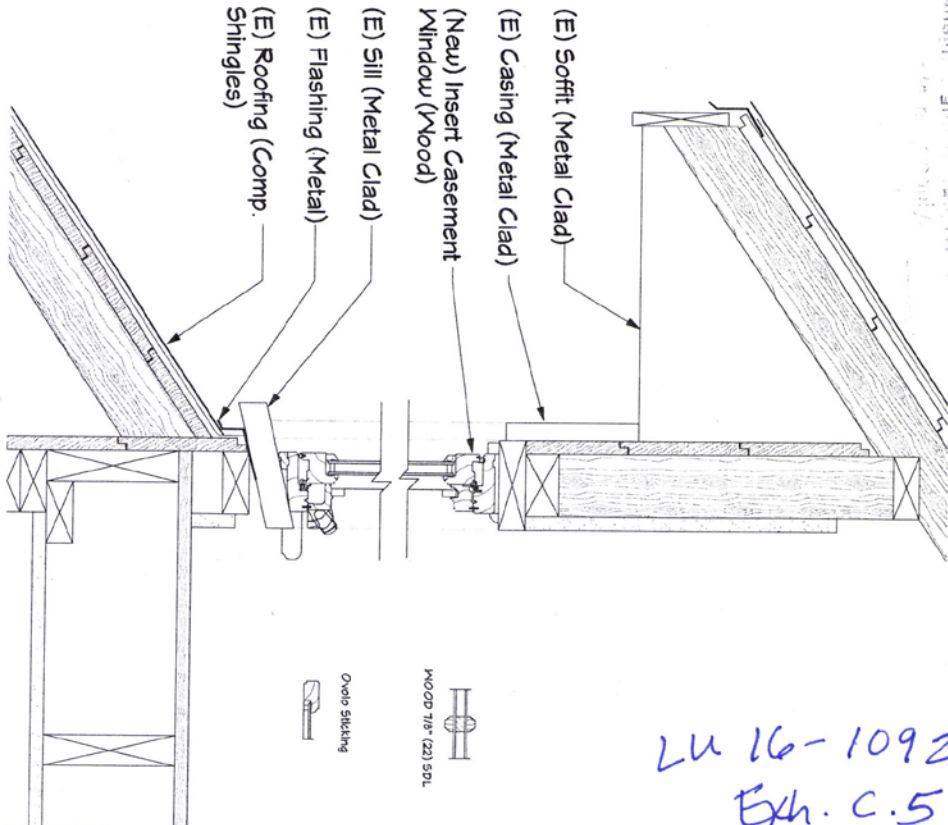 (E) Soffit (Metal Clad)
(E) Casing (Metal Clad)
(New) Insert Casement
Window (Wood)
(E) Sill (Metal Clad)
(E) Flashing (Metal)
(E) Roofing (Comp.
Shingles)
WOOD 7/8" (22) SDL
Ovolo Sticking
LU 16-1092
Exh. C.5